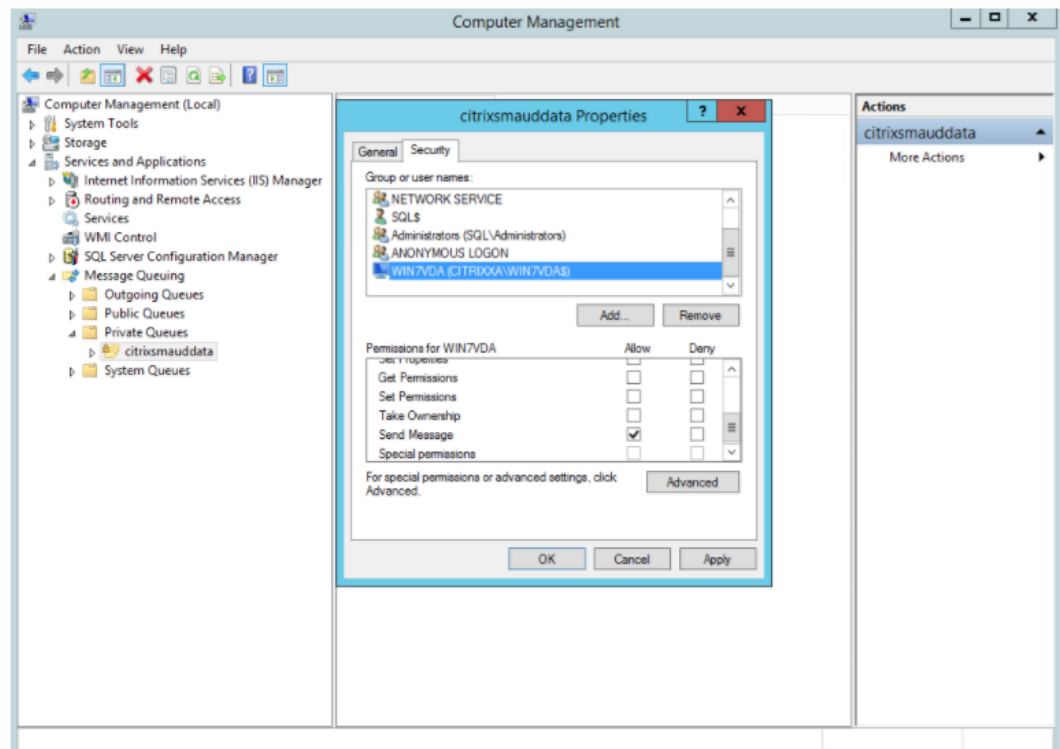 Computer Management
File Action View Help
Computer Management (Local)
System Tools
Storage
Services and Applications
Internet Information Services (IIS) Manager
Routing and Remote Access
Services
WMI Control
SQL Server Configuration Manager
Message Queuing
Outgoing Queues
Public Queues
Private Queues
citrixsmauddata
System Queues
citrixsmauddata Properties
? x
General Security
Group or user names:
NETWORK SERVICE
SQL$
Administrators (SQL\Administrators)
ANONYMOUS LOGON
WIN7VDA (CITRIXXA\WIN7VDA$)
Add... Remove
Permissions for WIN7VDA Allow Deny
Set Properties
Get Permissions
Set Permissions
Take Ownership
Send Message
Special permissions
For special permissions or advanced settings, click
Advanced.
Advanced
OK Cancel Apply
Actions
citrixsmauddata
More Actions